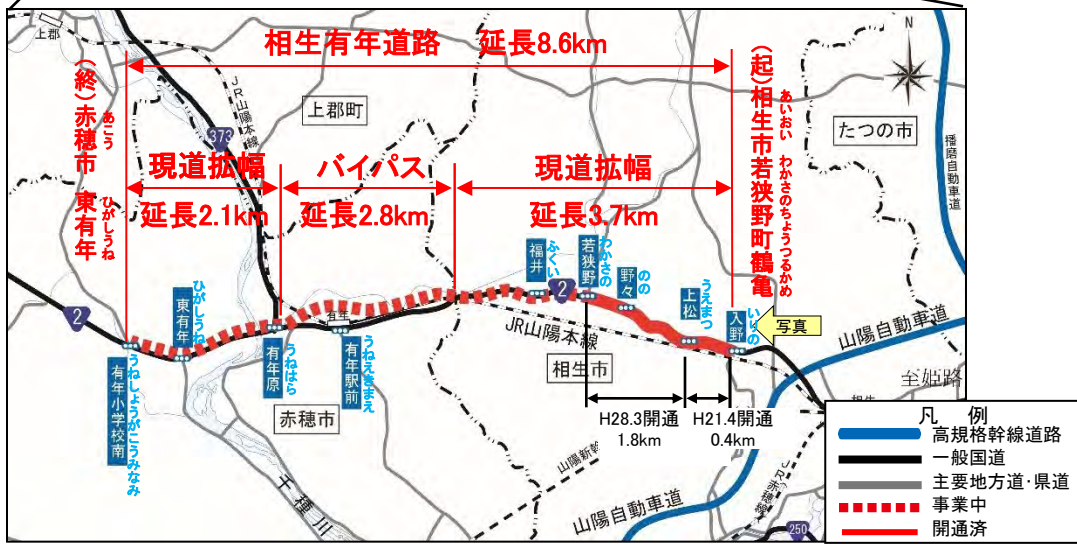 上郡
相生有年道路 延長8.6km
N
(終)赤穂市 東有年
あこう ひがしうね
JR山陽本線
373
上郡町
(起)相生市若狭野町鶴亀
あいおい わかさのちょうつるかめ
たつの市
播磨自動車道
現道拡幅
延長2.1km
バイパス
延長2.8km
現道拡幅
延長3.7km
2
有年小学校南
うねしょうがこうみなみ
東有年
ひがしうね
有年原
うねはら
有年
有年駅前
うねえきまえ
福井
ふくい
2
若狭野
わかさの
野々
のの
上松
うえまつ
入野
いりの
写真
JR山陽本線
相生市
赤穂市
山陽自動車道
至姫路
相生
H28.3開通
1.8km
H21.4開通
0.4km
千種川
山陽新幹
山陽自動車道
JR赤穂線
250
凡 例
高規格幹線道路
一般国道
主要地方道・県道
事業中
開通済